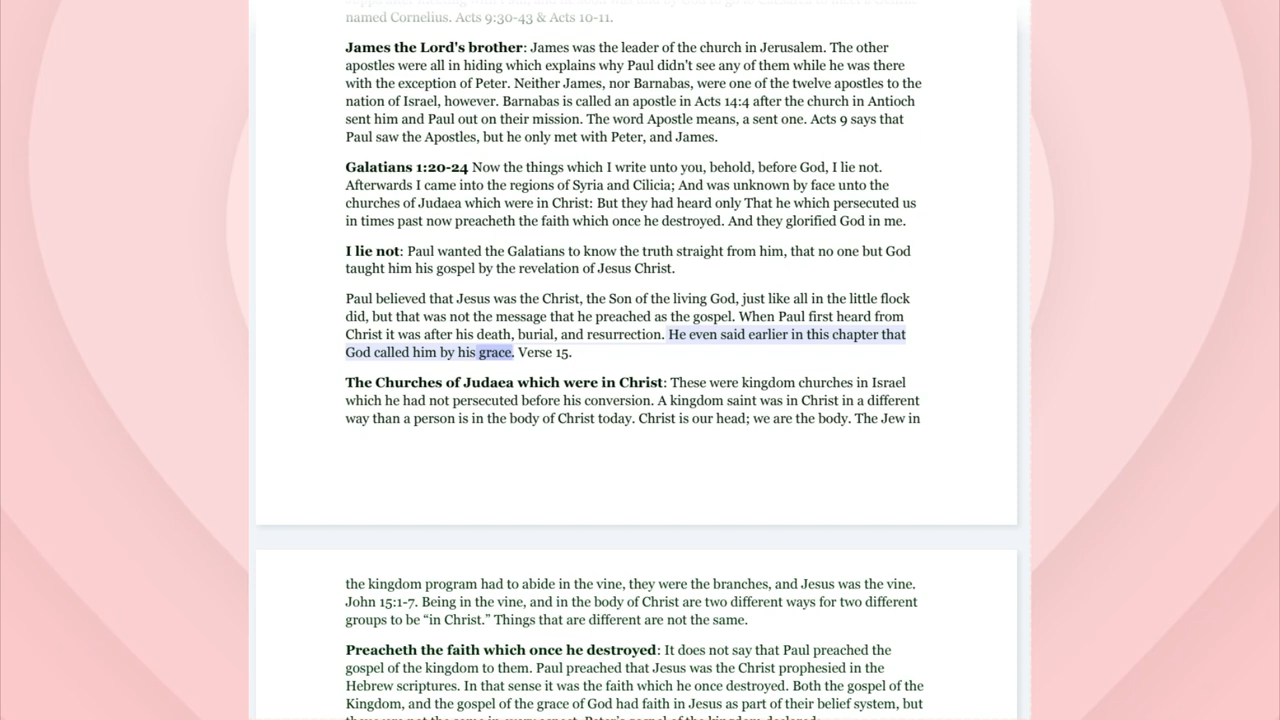 named Cornelius. Acts 9:30-43 & Acts 10-11.
James the Lord's brother: James was the leader of the church in Jerusalem. The other
apostles were all in hiding which explains why Paul didn't see any of them while he was there
with the exception of Peter. Neither James, nor Barnabas, were one of the twelve apostles to the
nation of Israel, however. Barnabas is called an apostle in Acts 14:4 after the church in Antioch
sent him and Paul out on their mission. The word Apostle means, a sent one. Acts 9 says that
Paul saw the Apostles, but he only met with Peter, and James.
Galatians 1:20-24 Now the things which I write unto you, behold, before God, I lie not.
Afterwards I came into the regions of Syria and Cilicia; And was unknown by face unto the
churches of Judaea which were in Christ: But they had heard only That he which persecuted us
in times past now preacheth the faith which once he destroyed. And they glorified God in me.
I lie not: Paul wanted the Galatians to know the truth straight from him, that no one but God
taught him his gospel by the revelation of Jesus Christ.
Paul believed that Jesus was the Christ, the Son of the living God, just like all in the little flock
did, but that was not the message that he preached as the gospel. When Paul first heard from
Christ it was after his death, burial, and resurrection. He even said earlier in this chapter that
God called him by his grace. Verse 15.
The Churches of Judaea which were in Christ: These were kingdom churches in Israel
which he had not persecuted before his conversion. A kingdom saint was in Christ in a different
way than a person is in the body of Christ today. Christ is our head; we are the body. The Jew in
the kingdom program had to abide in the vine, they were the branches, and Jesus was the vine.
John 15:1-7. Being in the vine, and in the body of Christ are two different ways for two different
groups to be “in Christ.” Things that are different are not the same.
Preacheth the faith which once he destroyed: It does not say that Paul preached the
gospel of the kingdom to them. Paul preached that Jesus was the Christ prophesied in the
Hebrew scriptures. In that sense it was the faith which he once destroyed. Both the gospel of the
Kingdom, and the gospel of the grace of God had faith in Jesus as part of their belief system, but